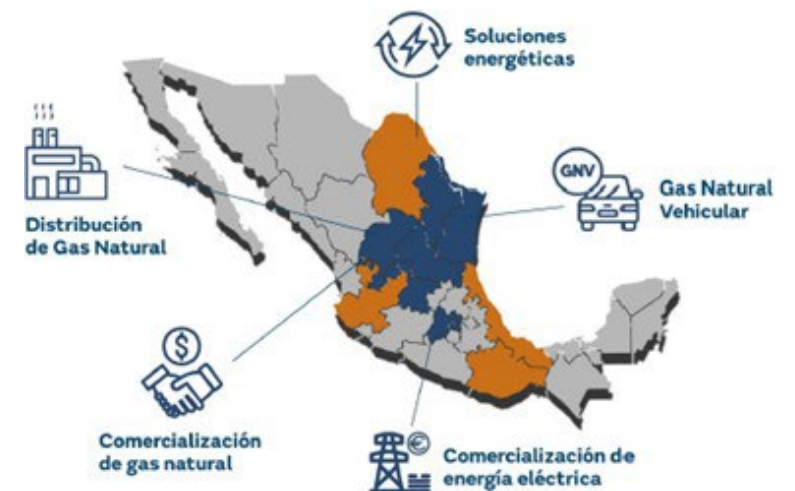 Soluciones
energéticas
GNV
Gas Natural
Vehicular
Distribución
de Gas Natural
$
Comercialización
de gas natural
€
Comercialización de
energía eléctrica